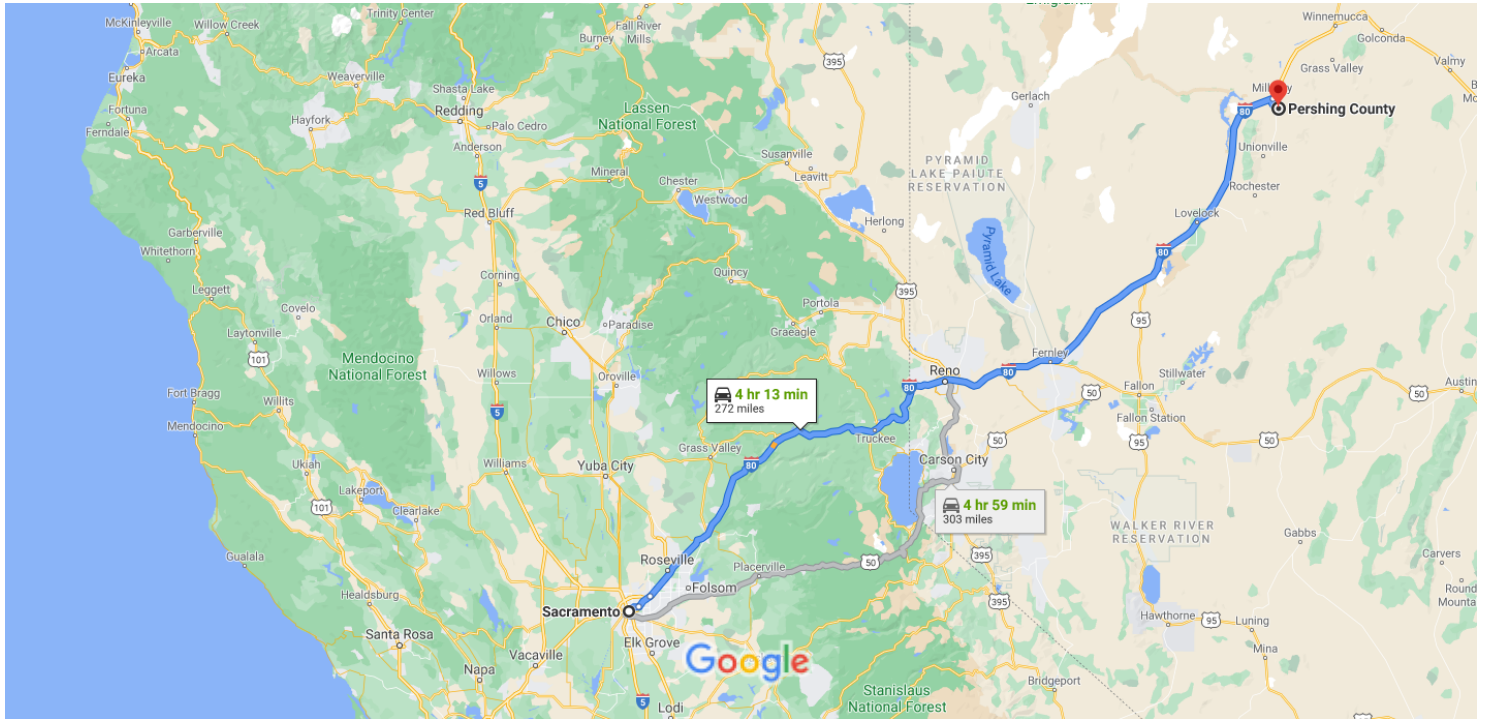 McKinleyville
Willow Creek
Trinity Center
Fall River
Mills
Burney
395
Winnemucca
Golconda
Arcata
Eureka
Weaverville
Shasta Lake
Grass Valley
Valmy
Fortuna
Ferndale
Hayfork
Redding
Palo Cedro
Lassen
National Forest
Gerlach
80
Pershing County
Anderson
Susanville
Leavitt
PYRAMID
LAKE PAIUTE
RESERVATION
Unionville
5
Mineral
Chester
Westwood
Rochester
Red Bluff
Herlong
Lovelock
Garberville
Whitethorn
Pyramid Lake
80
Corning
Quincy
Leggett
395
Portola
Covelo
Orland
Chico
Paradise
Graeagle
95
Laytonville
101
Mendocino
National Forest
Fernley
Stillwater
Willows
Oroville
Reno
80
80
Fort Bragg
Willits
5
4 hr 13 min
272 miles
50
Fallon
Austin
Fallon Station
Mendocino
Truckee
Grass Valley
50
95
50
Ukiah
Williams
Yuba City
80
Carson City
Lakeport
101
Clearlake
4 hr 59 min
303 miles
WALKER RIVER
RESERVATION
Gabbs
Gualala
Roseville
Placerville
50
395
Carvers
Healdsburg
Folsom
Round
Sacramento
395
Hawthorne
95
Luning
Santa Rosa
Elk Grove
Vacaville
Google
Mina
Napa
Bridgeport
5
Lodi
Stanislaus
National Forest